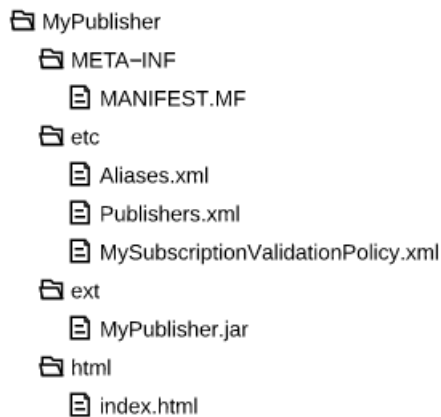 MyPublisher
META-INF
MANIFEST.MF
etc
Aliases.xml
Publishers.xml
MySubscriptionValidationPolicy.xml
ext
MyPublisher.jar
html
index.html